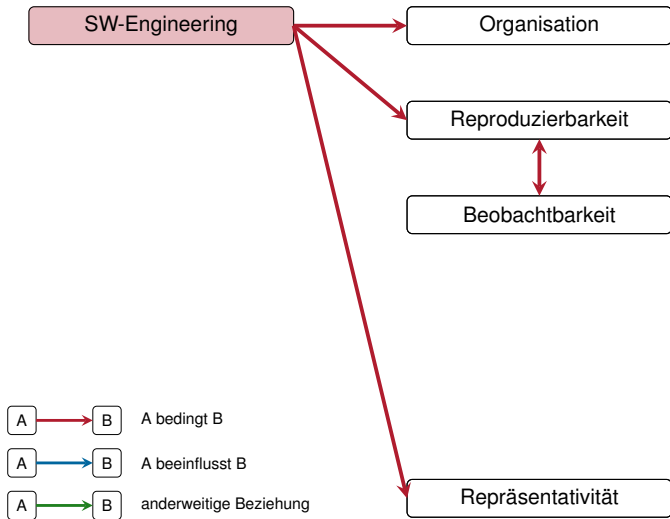 SW-Engineering
Organisation
Reproduzierbarkeit
Beobachtbarkeit
A B A bedingt B
A B A beeinflusst B
A B anderweitige Beziehung
Repräsentativität